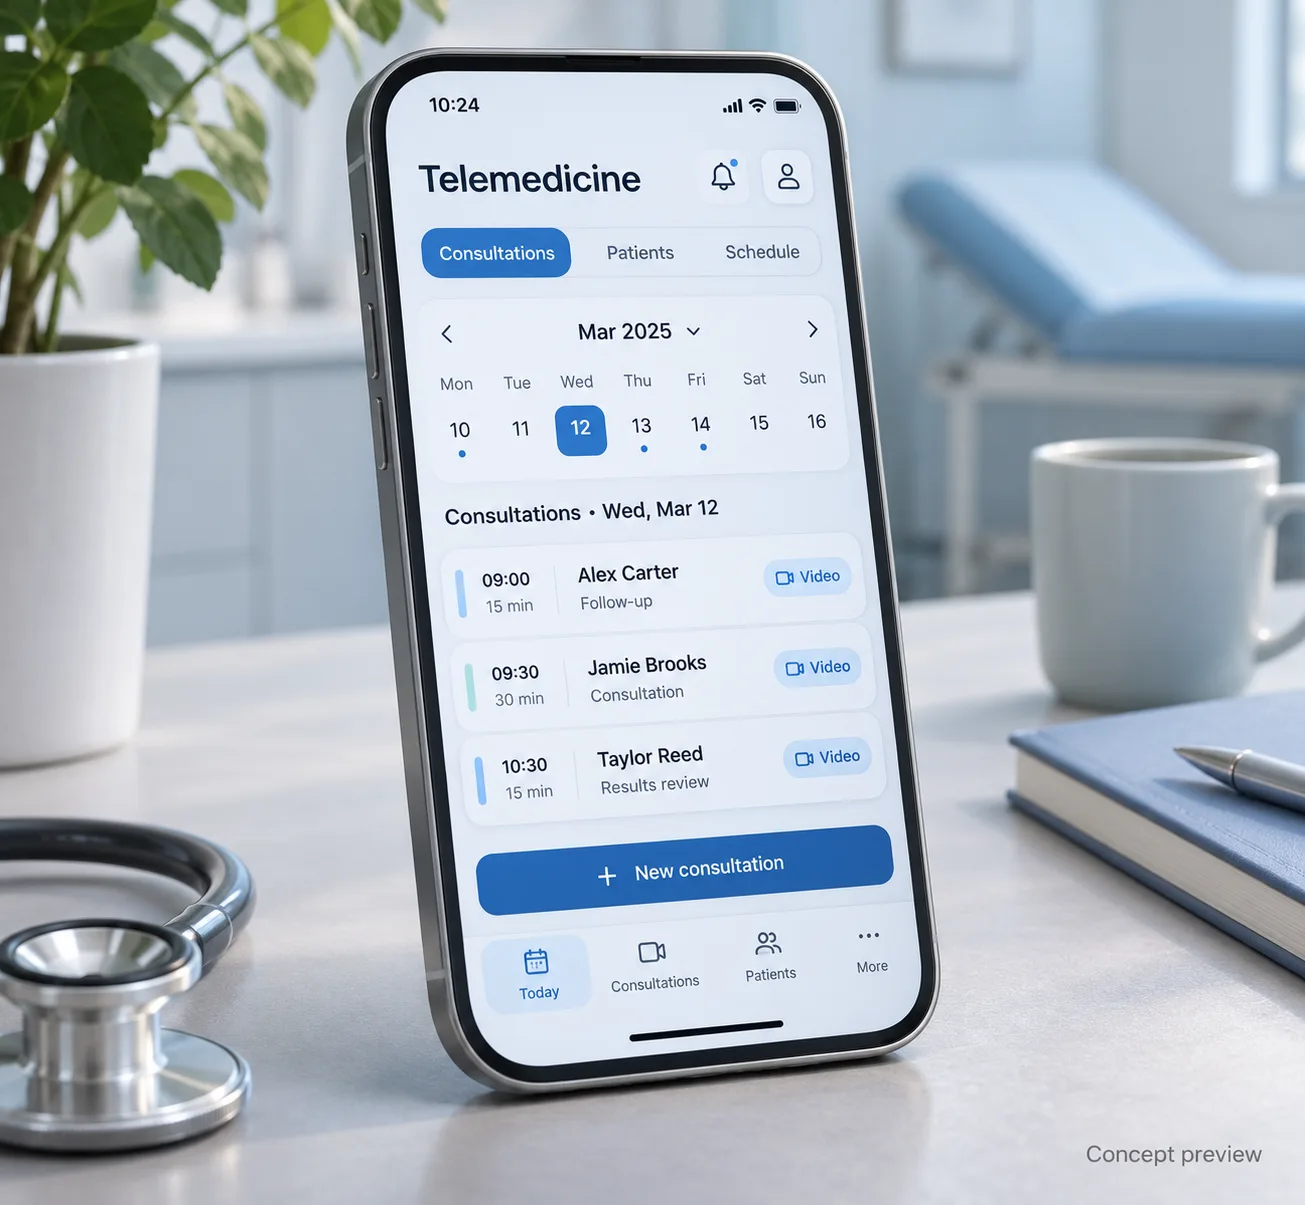 10:24
Telemedicine
Consultations Patients Schedule
Mar 2025
Mon Tue Wed Thu Fri Sat Sun
10 11 12 13 14 15 16
Consultations • Wed, Mar 12
09:00 Alex Carter Video
15 min Follow-up
09:30 Jamie Brooks Video
30 min Consultation
10:30 Taylor Reed Video
15 min Results review
+ New consultation
Today Consultations Patients More
Concept preview